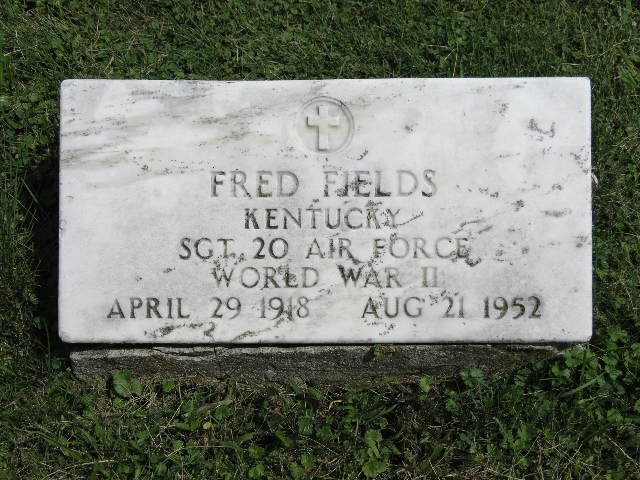 FRED FIELDS
KENTUCKY
SGT 20 AIR FORCE
WORLD WAR II
APRIL 29 1918 AUG 21 1952